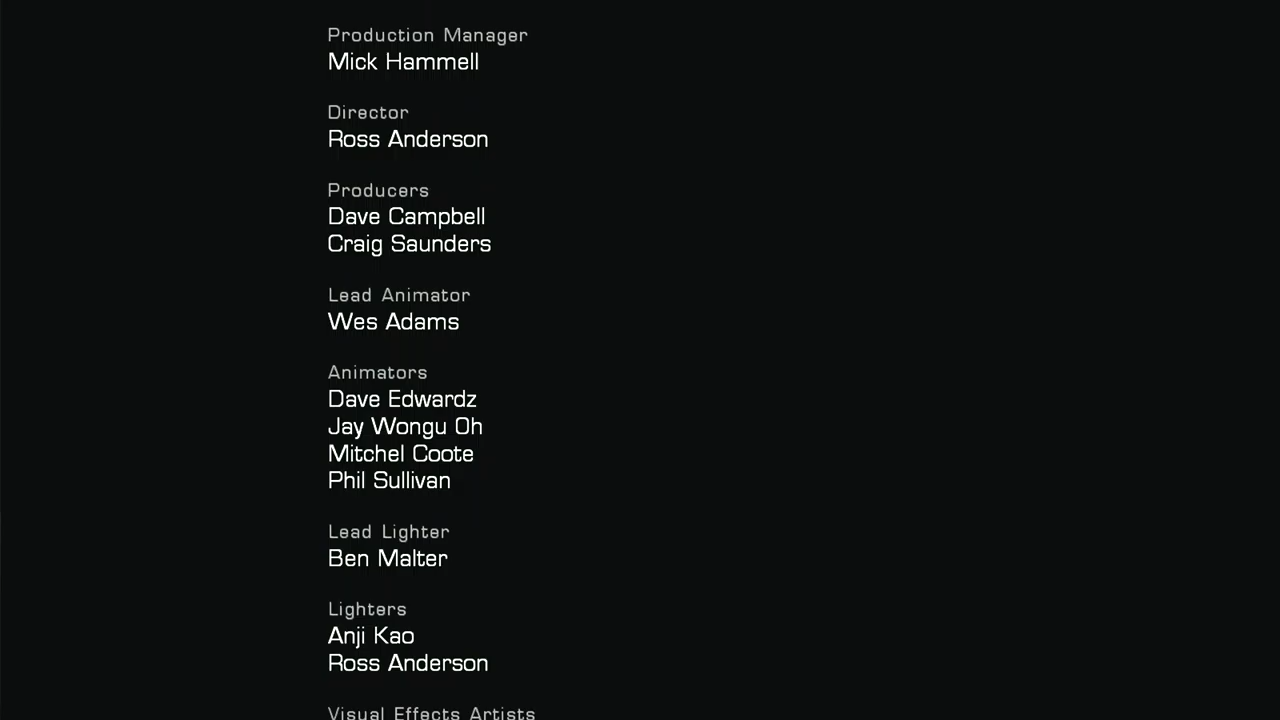 Production Manager
Mick Hammell
Director
Ross Anderson
Producers
Dave Campbell
Craig Saunders
Lead Animator
Wes Adams
Animators
Dave Edwardz
Jay Wongu Oh
Mitchel Coote
Phil Sullivan
Lead Lighter
Ben Malter
Lighters
Anji Kao
Ross Anderson
Visual Effects Artists